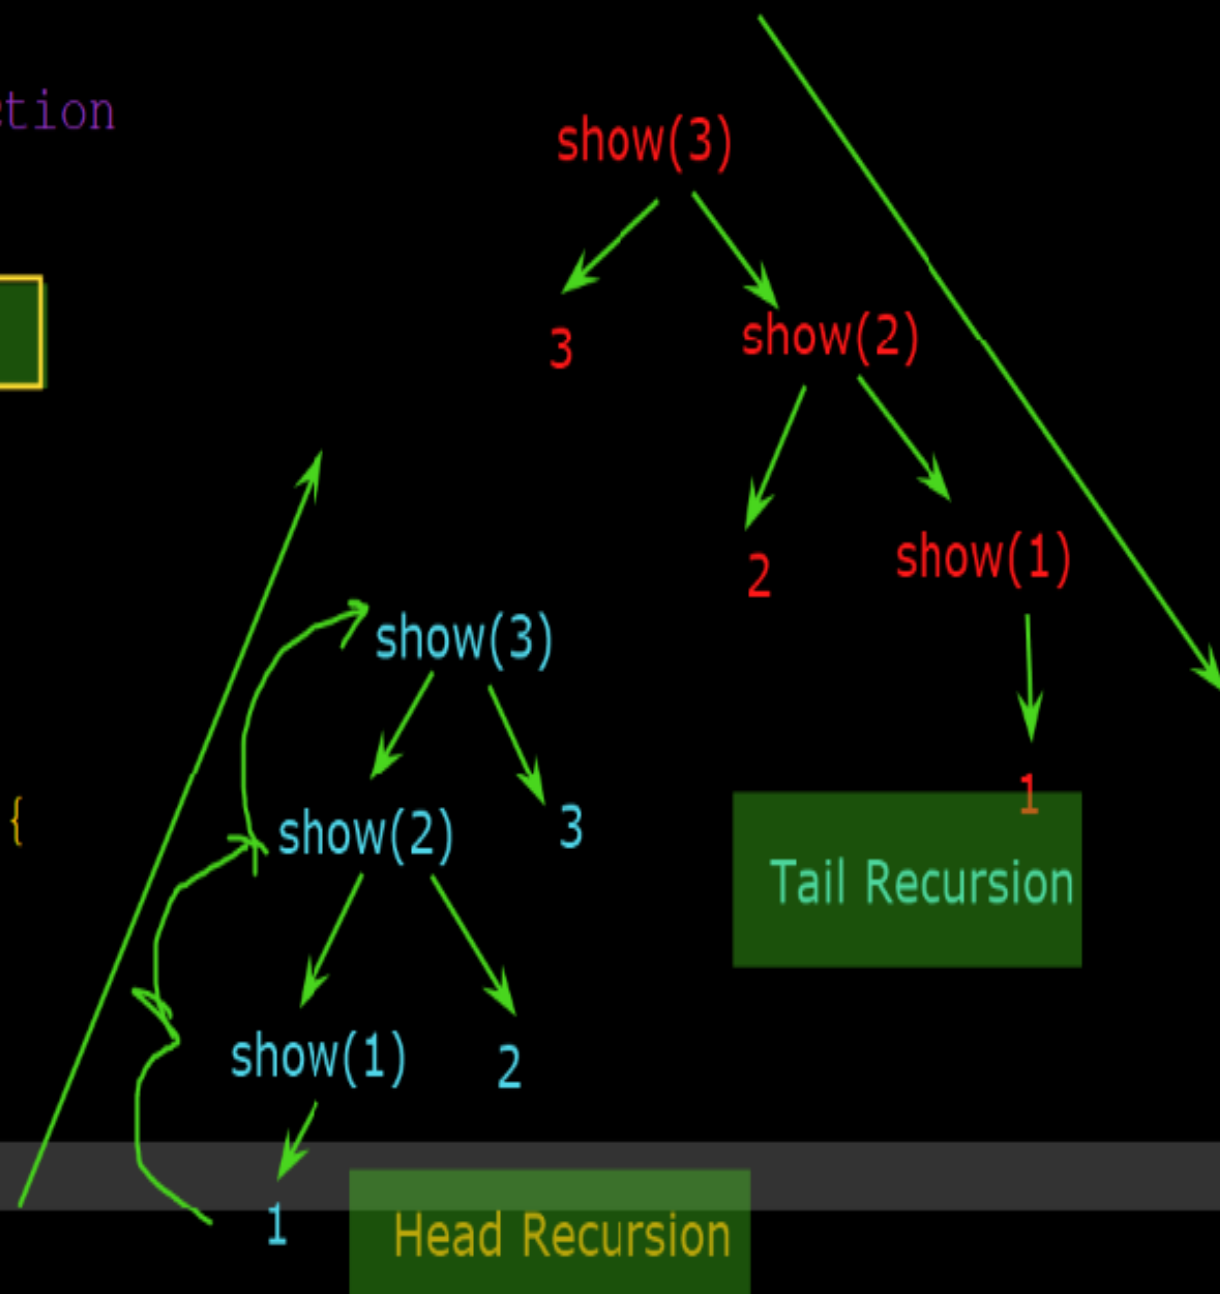 ction
show(3)
3
show(2)
2
show(1)
1
Tail Recursion
{
show(3)
show(2)
3
show(1)
2
1
Head Recursion